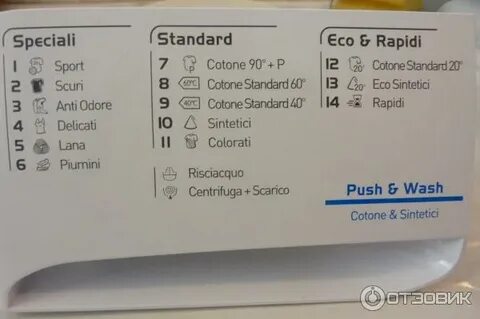 Speciali
1 Sport
2 Scuri
3 Anti Odore
4 Delicati
5 Lana
6 Piumini
Standard
7 Cotone 90° + P
8 60°C Cotone Standard 60°
9 40°C Cotone Standard 40°
10 Sintetici
11 Colorati
Risciacquo
Centrifuga + Scarico
Eco & Rapidi
12 20° Cotone Standard 20°
13 20° Eco Sintetici
14 Rapidi
Push & Wash
Cotone & Sintetici
ОТЗОВИК